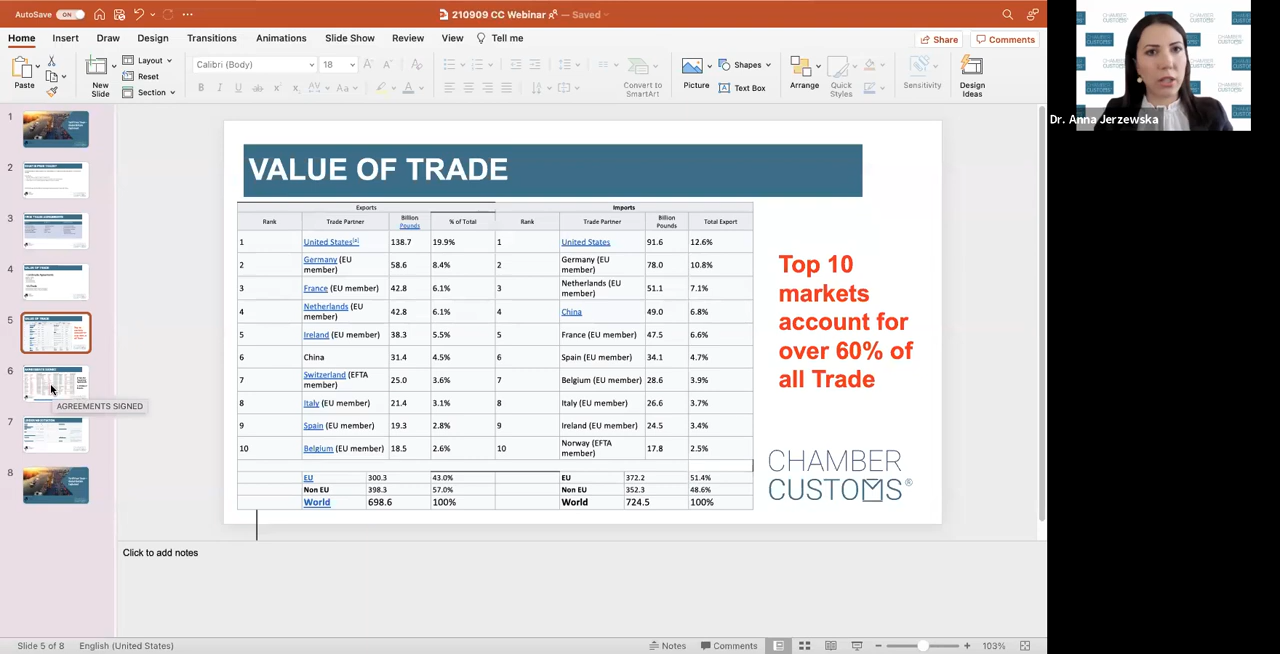 AutoSave ON 210909 CC Webinar — Saved
Home Insert Draw Design Transitions Animations Slide Show Review View Tell me Share Comments
Paste New Slide Layout Reset Section Calibri (Body) 18 Convert to SmartArt Picture Shapes Text Box Arrange Quick Styles Sensitivity Design Ideas
Dr. Anna Jerzewska
1
2
3
4
5
6
7
8
AGREEMENTS SIGNED
VALUE OF TRADE
Exports Imports
Rank Trade Partner Billion Pounds % of Total Rank Trade Partner Billion Pounds Total Export
1 United States[a] 138.7 19.9% 1 United States 91.6 12.6%
2 Germany (EU member) 58.6 8.4% 2 Germany (EU member) 78.0 10.8%
3 France (EU member) 42.8 6.1% 3 Netherlands (EU member) 51.1 7.1%
4 Netherlands (EU member) 42.8 6.1% 4 China 49.0 6.8%
5 Ireland (EU member) 38.3 5.5% 5 France (EU member) 47.5 6.6%
6 China 31.4 4.5% 6 Spain (EU member) 34.1 4.7%
7 Switzerland (EFTA member) 25.0 3.6% 7 Belgium (EU member) 28.6 3.9%
8 Italy (EU member) 21.4 3.1% 8 Italy (EU member) 26.6 3.7%
9 Spain (EU member) 19.3 2.8% 9 Ireland (EU member) 24.5 3.4%
10 Belgium (EU member) 18.5 2.6% 10 Norway (EFTA member) 17.8 2.5%
EU 300.3 43.0% EU 372.2 51.4%
Non EU 398.3 57.0% Non EU 352.3 48.6%
World 698.6 100% World 724.5 100%
Top 10
markets
account for
over 60% of
all Trade
CHAMBER
CUSTOMS®
Click to add notes
Slide 5 of 8 English (United States) Notes Comments 103%